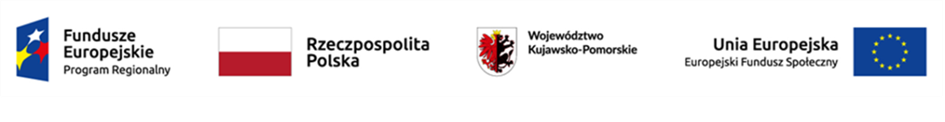 Fundusze
Europejskie
Program Regionalny
Rzeczpospolita
Polska
Województwo
Kujawsko-Pomorskie
Unia Europejska
Europejski Fundusz Społeczny